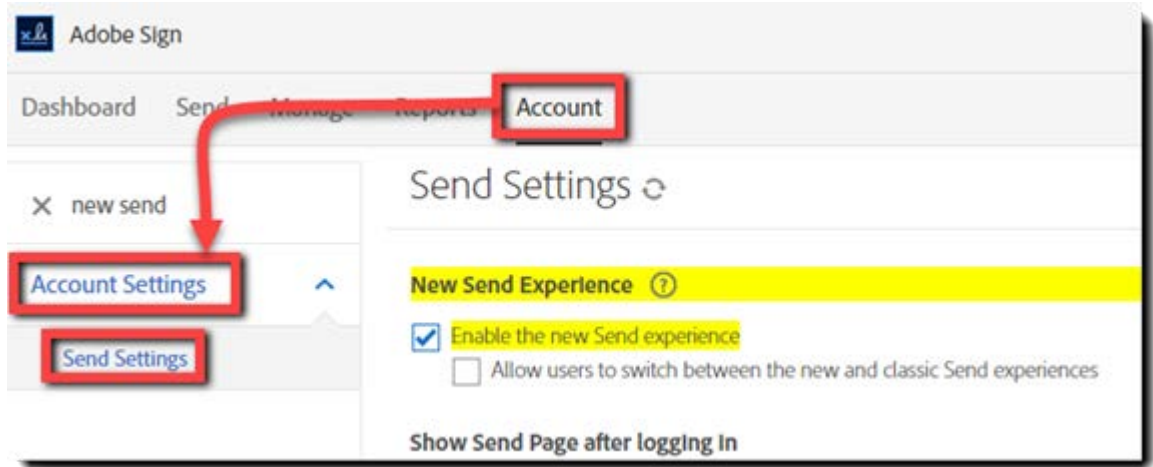 Adobe Sign
Dashboard Send Manage Reports Account
new send
Send Settings
Account Settings
New Send Experience
Send Settings
Enable the new Send experience
Allow users to switch between the new and classic Send experiences
Show Send Page after logging in